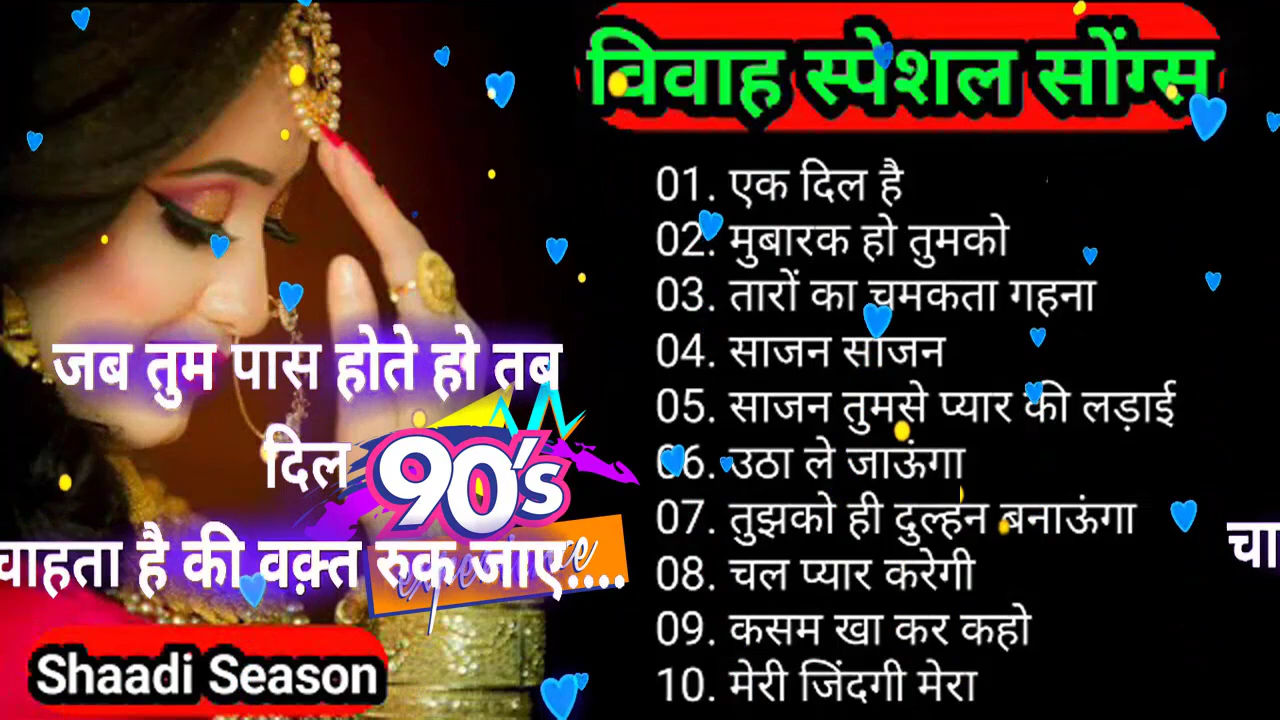 विवाह स्पेशल सोंग्स
01. एक दिल है
02. मुबारक हो तुमको
03. तारों का चमकता गहना
04. साजन साजन
05. साजन तुमसे प्यार की लड़ाई
06. उठा ले जाऊंगा
07. तुझको ही दुल्हन बनाऊंगा
08. चल प्यार करेगी
09. कसम खा कर कहो
10. मेरी जिंदगी मेरा
जब तुम पास होते हो तब
दिल
90's
चाहता है की वक़्त रुक जाए....
चा
Shaadi Season